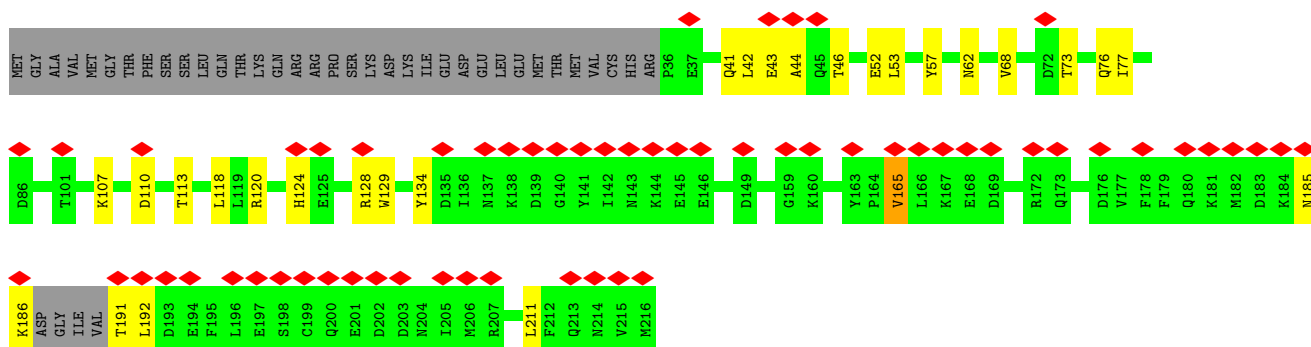 MET GLY ALA VAL MET GLY THR PHE SER SER LEU GLN THR LYS GLN ARG ARG PRO SER LYS ASP LYS ILE GLU ASP GLU LEU GLU MET THR MET VAL CYS HIS ARG P36 E37 Q41 L42 E43 A44 Q45 T46 E52 L53 Y57 N62 V68 D72 T73 Q76 I77
D86 T101 K107 D110 T113 L118 L119 R120 H124 E125 R128 W129 Y134 D135 I136 N137 K138 D139 G140 Y141 I142 N143 K144 E145 E146 D149 G159 K160 Y163 P164 V165 L166 K167 E168 D169 R172 Q173 D176 V177 F178 F179 Q180 K181 M182 D183 K184 N185
K186 ASP GLY ILE VAL T191 L192 D193 E194 F195 L196 E197 S198 C199 Q200 E201 D202 D203 N204 I205 M206 R207 L211 F212 Q213 N214 V215 M216